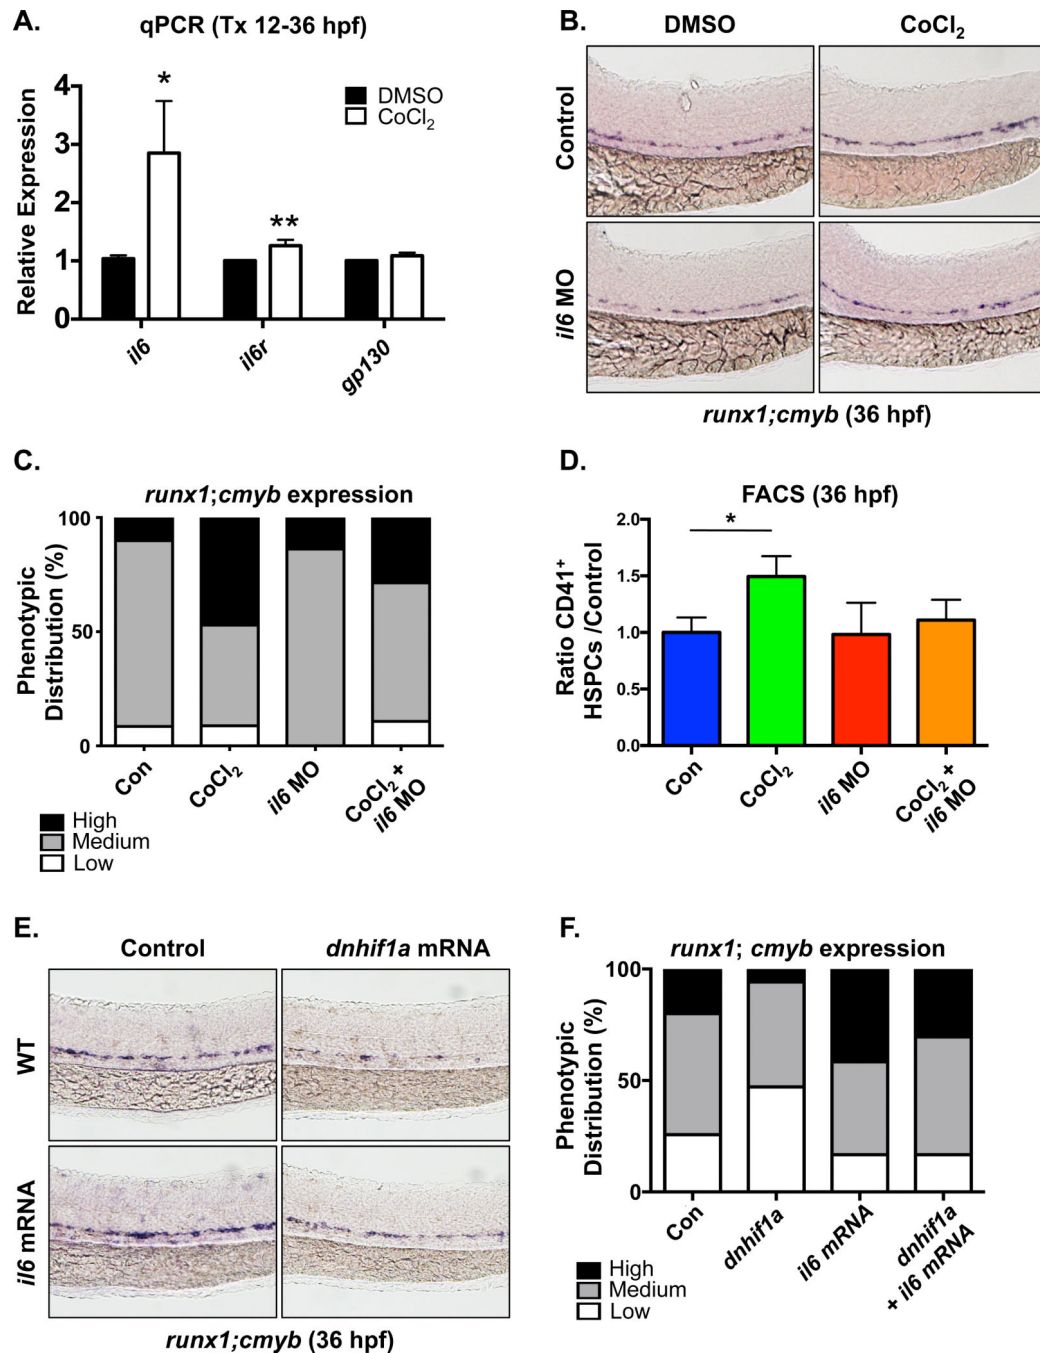 A.
qPCR (Tx 12-36 hpf)
Relative Expression
4
3
2
1
0
*
**
DMSO
CoCl₂
il6
il6r
gp130
B.
DMSO
CoCl₂
Control
il6 MO
runx1;cmyb (36 hpf)
C.
runx1;cmyb expression
Phenotypic
Distribution (%)
100
50
0
Con
CoCl₂
il6 MO
CoCl₂ +
il6 MO
High
Medium
Low
D.
FACS (36 hpf)
Ratio CD41⁺
HSPCs /Control
2.0
1.5
1.0
0.5
0.0
*
Con
CoCl₂
il6 MO
CoCl₂ +
il6 MO
E.
Control
dnhif1a mRNA
WT
il6 mRNA
runx1;cmyb (36 hpf)
F.
runx1; cmyb expression
Phenotypic
Distribution (%)
100
50
0
Con
dnhif1a
il6 mRNA
dnhif1a
+ il6 mRNA
High
Medium
Low